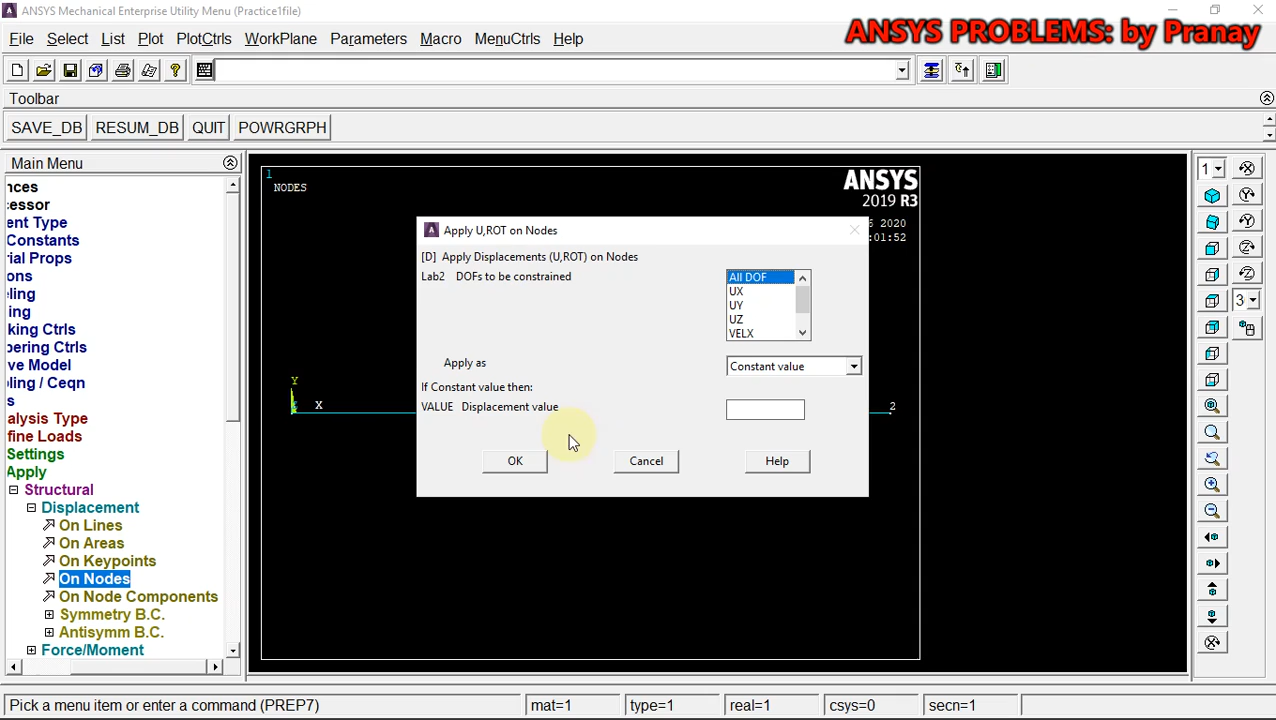 ANSYS Mechanical Enterprise Utility Menu (Practice1file)
ANSYS PROBLEMS: by Pranay
File Select List Plot PlotCtrls WorkPlane Parameters Macro MenuCtrls Help
Toolbar
SAVE_DB RESUM_DB QUIT POWRGRPH
Main Menu
nces
essor
ent Type
Constants
rial Props
ons
eling
ing
king Ctrls
bering Ctrls
ve Model
pling / Ceqn
s
alysis Type
fine Loads
Settings
Apply
Structural
Displacement
On Lines
On Areas
On Keypoints
On Nodes
On Node Components
Symmetry B.C.
Antisymm B.C.
Force/Moment
1
NODES
ANSYS
2019 R3
6 2020
:01:52
Y
X
2
Apply U,ROT on Nodes
[D] Apply Displacements (U,ROT) on Nodes
Lab2 DOFs to be constrained
All DOF
UX
UY
UZ
VELX
Apply as
Constant value
If Constant value then:
VALUE Displacement value
OK Cancel Help
1
3
Pick a menu item or enter a command (PREP7)
mat=1 type=1 real=1 csys=0 secn=1